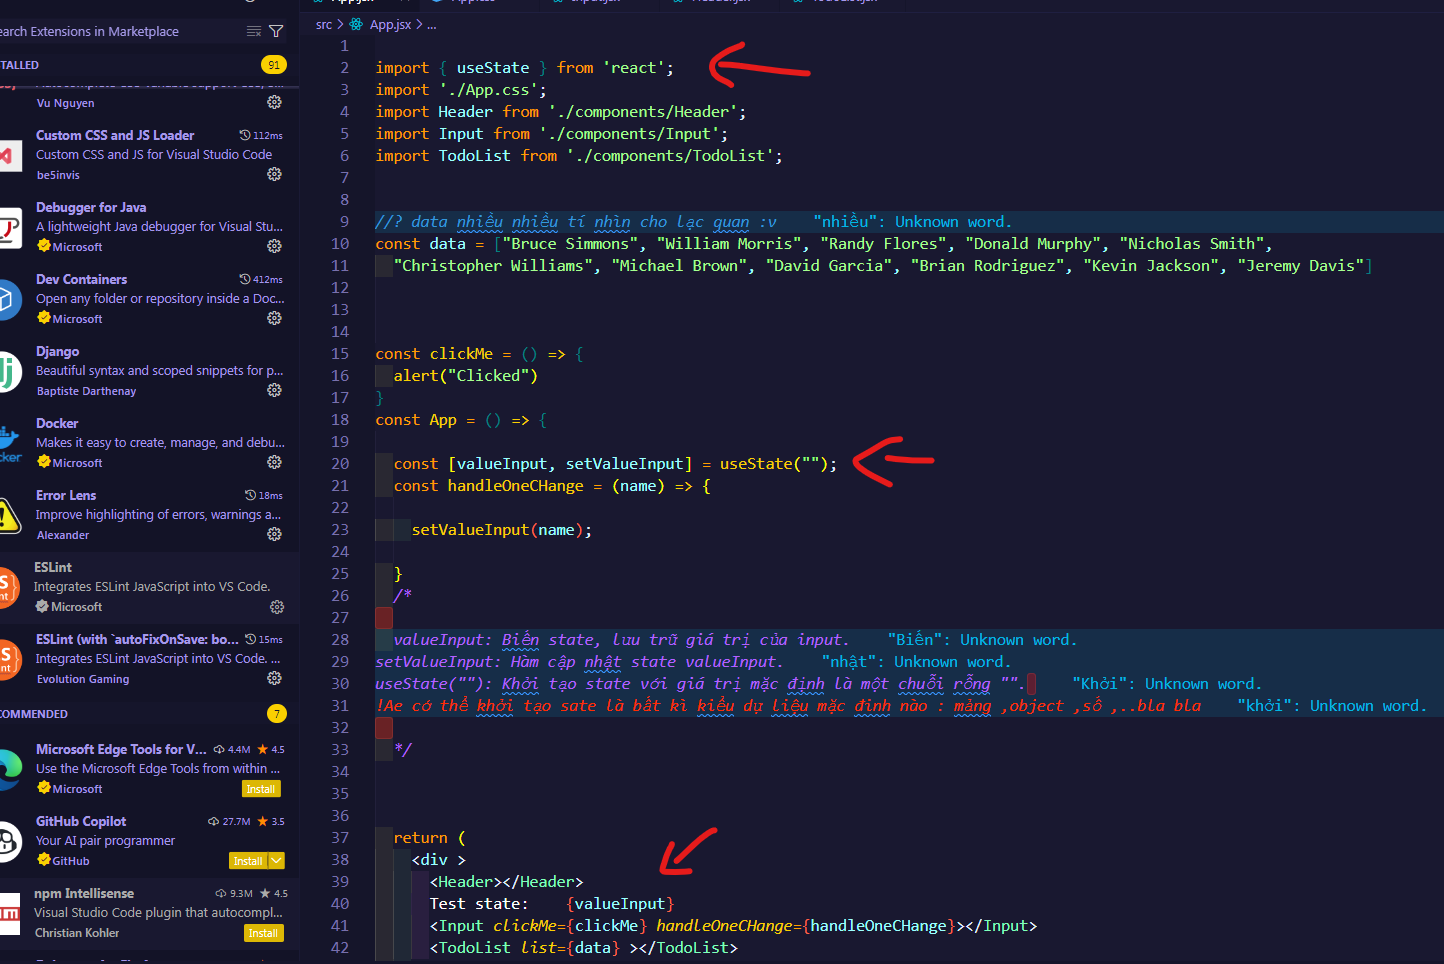 earch Extensions in Marketplace
TALLED
91
Vu Nguyen
Custom CSS and JS Loader 112ms
Custom CSS and JS for Visual Studio Code
be5invis
Debugger for Java
A lightweight Java debugger for Visual Stu...
Microsoft
Dev Containers 412ms
Open any folder or repository inside a Doc...
Microsoft
Django
Beautiful syntax and scoped snippets for p...
Baptiste Darthenay
Docker
Makes it easy to create, manage, and debu...
Microsoft
Error Lens 18ms
Improve highlighting of errors, warnings a...
Alexander
ESLint
Integrates ESLint JavaScript into VS Code.
Microsoft
ESLint (with `autoFixOnSave: bo... 15ms
Integrates ESLint JavaScript into VS Code. ...
Evolution Gaming
COMMENDED
7
Microsoft Edge Tools for V... 4.4M 4.5
Use the Microsoft Edge Tools from within ...
Microsoft
Install
GitHub Copilot 27.7M 3.5
Your AI pair programmer
GitHub
Install
npm Intellisense 9.3M 4.5
Visual Studio Code plugin that autocompl...
Christian Kohler
Install
src > App.jsx > ...
1
2 import { useState } from 'react';
3 import './App.css';
4 import Header from './components/Header';
5 import Input from './components/Input';
6 import TodoList from './components/TodoList';
7
8
9 //? data nhiều nhiều tí nhìn cho lạc quan :v "nhiều": Unknown word.
10 const data = ["Bruce Simmons", "William Morris", "Randy Flores", "Donald Murphy", "Nicholas Smith",
11 "Christopher Williams", "Michael Brown", "David Garcia", "Brian Rodriguez", "Kevin Jackson", "Jeremy Davis"]
12
13
14
15 const clickMe = () => {
16 alert("Clicked")
17 }
18 const App = () => {
19
20 const [valueInput, setValueInput] = useState("");
21 const handleOneCHange = (name) => {
22
23 setValueInput(name);
24
25 }
26 /*
27
28 valueInput: Biến state, lưu trữ giá trị của input. "Biến": Unknown word.
29 setValueInput: Hàm cập nhật state valueInput. "nhật": Unknown word.
30 useState(""): Khởi tạo state với giá trị mặc định là một chuỗi rỗng "". "Khởi": Unknown word.
31 !Ae có thể khởi tạo sate là bất kì kiểu dự liệu mặc đinh nào : mảng ,object ,số ,..bla bla "khởi": Unknown word.
32
33 */
34
35
36
37 return (
38 <div >
39 <Header></Header>
40 Test state: {valueInput}
41 <Input clickMe={clickMe} handleOneCHange={handleOneCHange}></Input>
42 <TodoList list={data} ></TodoList>